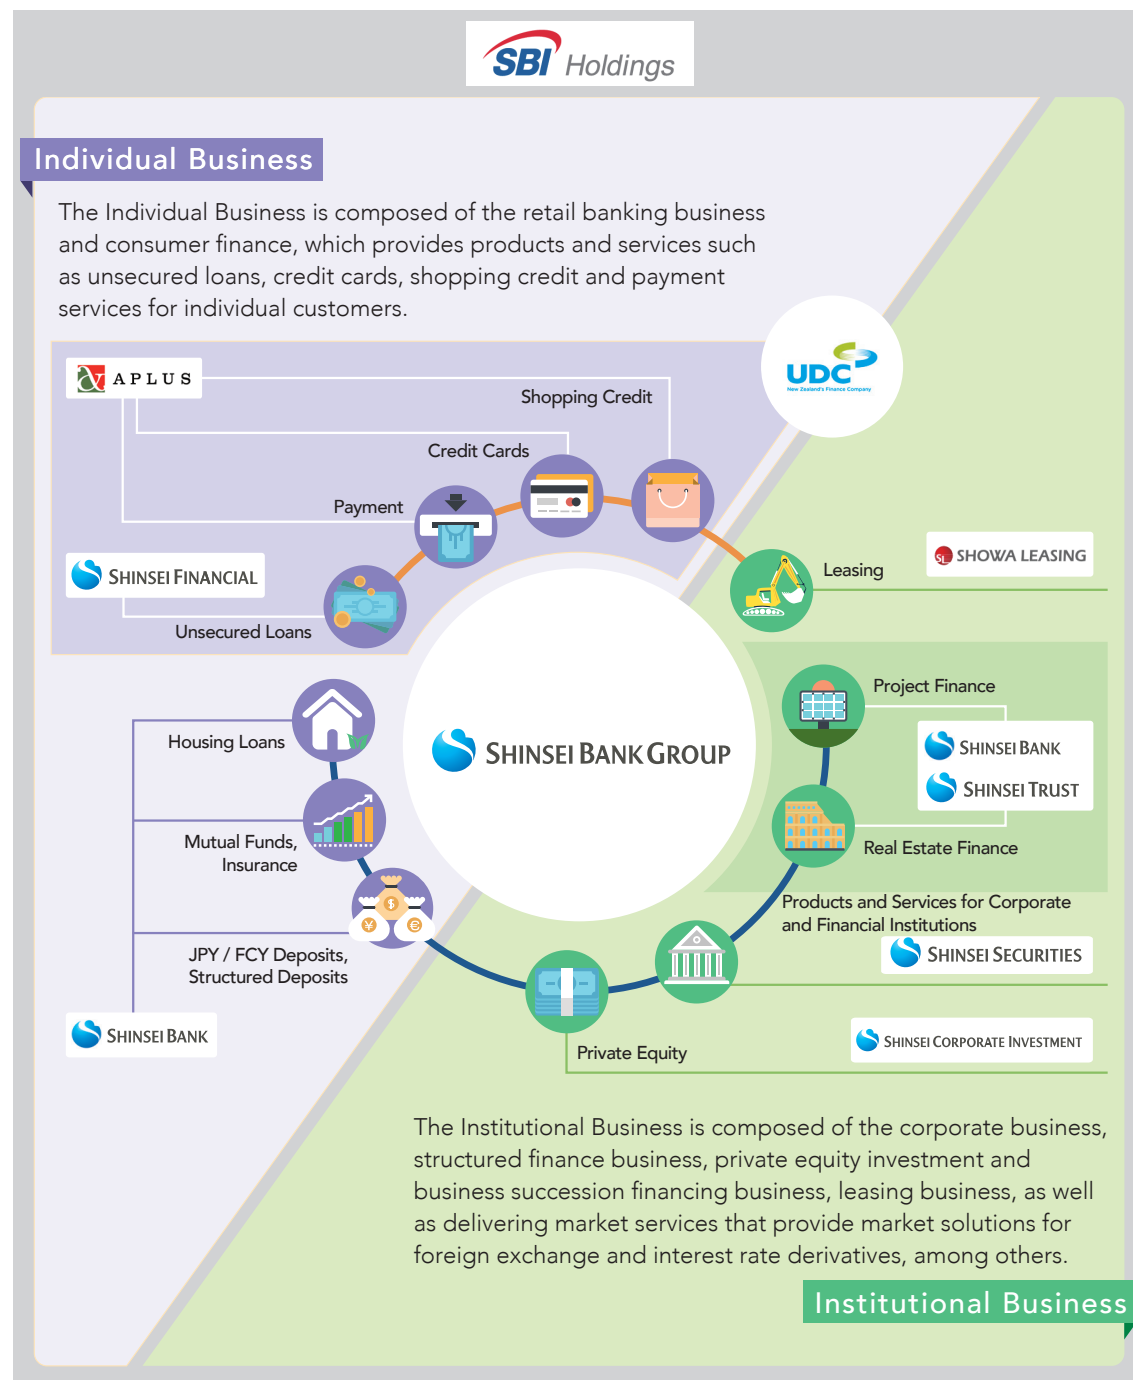 SBI Holdings
Individual Business
The Individual Business is composed of the retail banking business
and consumer finance, which provides products and services such
as unsecured loans, credit cards, shopping credit and payment
services for individual customers.
UDC
New Zealand's Finance Company
APLUS
Shopping Credit
Credit Cards
Payment
SHINSEI FINANCIAL
Unsecured Loans
SL SHOWA LEASING
Leasing
Project Finance
SHINSEI BANK
SHINSEI TRUST
Real Estate Finance
SHINSEI BANK GROUP
Housing Loans
Mutual Funds,
Insurance
JPY / FCY Deposits,
Structured Deposits
SHINSEI BANK
$
¥
€
Products and Services for Corporate
and Financial Institutions
SHINSEI SECURITIES
SHINSEI CORPORATE INVESTMENT
Private Equity
The Institutional Business is composed of the corporate business,
structured finance business, private equity investment and
business succession financing business, leasing business, as well
as delivering market services that provide market solutions for
foreign exchange and interest rate derivatives, among others.
Institutional Business